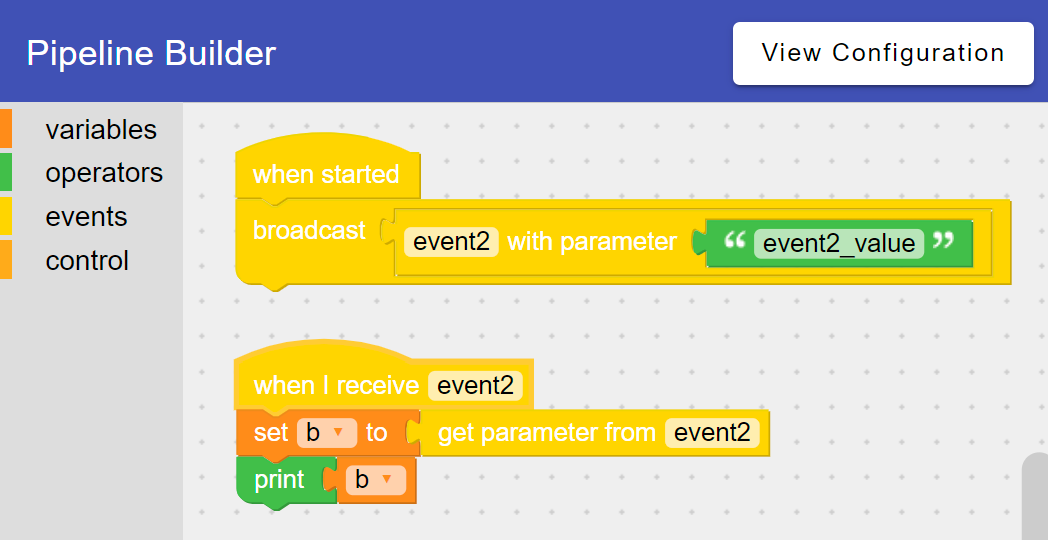 Pipeline Builder
View Configuration
variables
operators
events
control
when started
broadcast event2 with parameter “ event2_value ”
when I receive event2
set b to get parameter from event2
print b